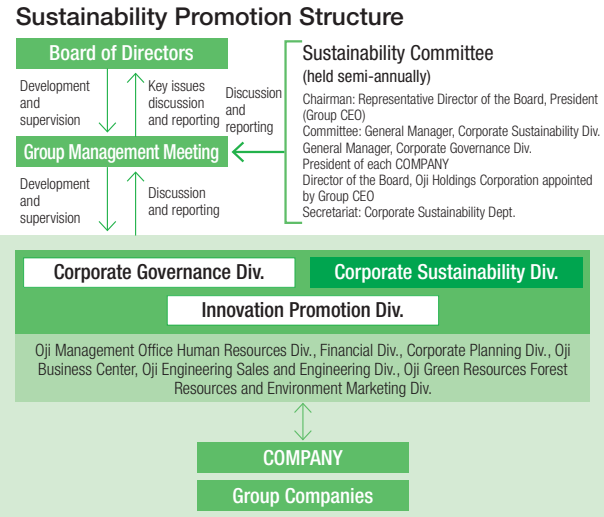 Sustainability Promotion Structure
Board of Directors
Development
and
supervision
Key issues
discussion
and reporting
Discussion
and
reporting
Sustainability Committee
(held semi-annually)
Chairman: Representative Director of the Board, President
(Group CEO)
Committee: General Manager, Corporate Sustainability Div.
General Manager, Corporate Governance Div.
President of each COMPANY
Director of the Board, Oji Holdings Corporation appointed
by Group CEO
Secretariat: Corporate Sustainability Dept.
Group Management Meeting
Development
and
supervision
Discussion
and reporting
Corporate Governance Div.
Corporate Sustainability Div.
Innovation Promotion Div.
Oji Management Office Human Resources Div., Financial Div., Corporate Planning Div., Oji
Business Center, Oji Engineering Sales and Engineering Div., Oji Green Resources Forest
Resources and Environment Marketing Div.
COMPANY
Group Companies